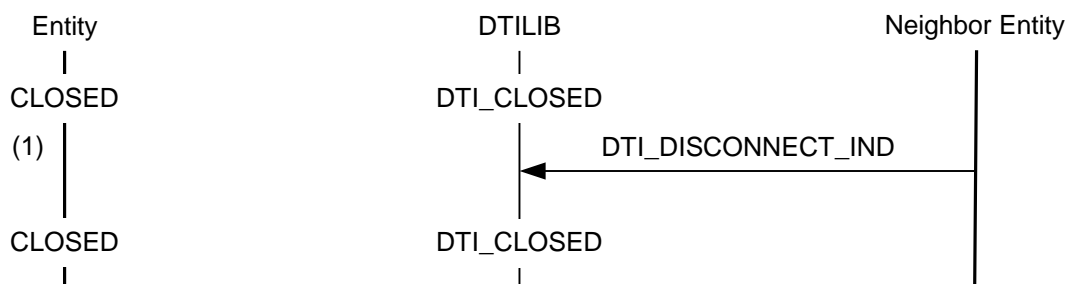 Entity DTILIB Neighbor Entity
CLOSED DTI_CLOSED
(1) DTI_DISCONNECT_IND
CLOSED DTI_CLOSED